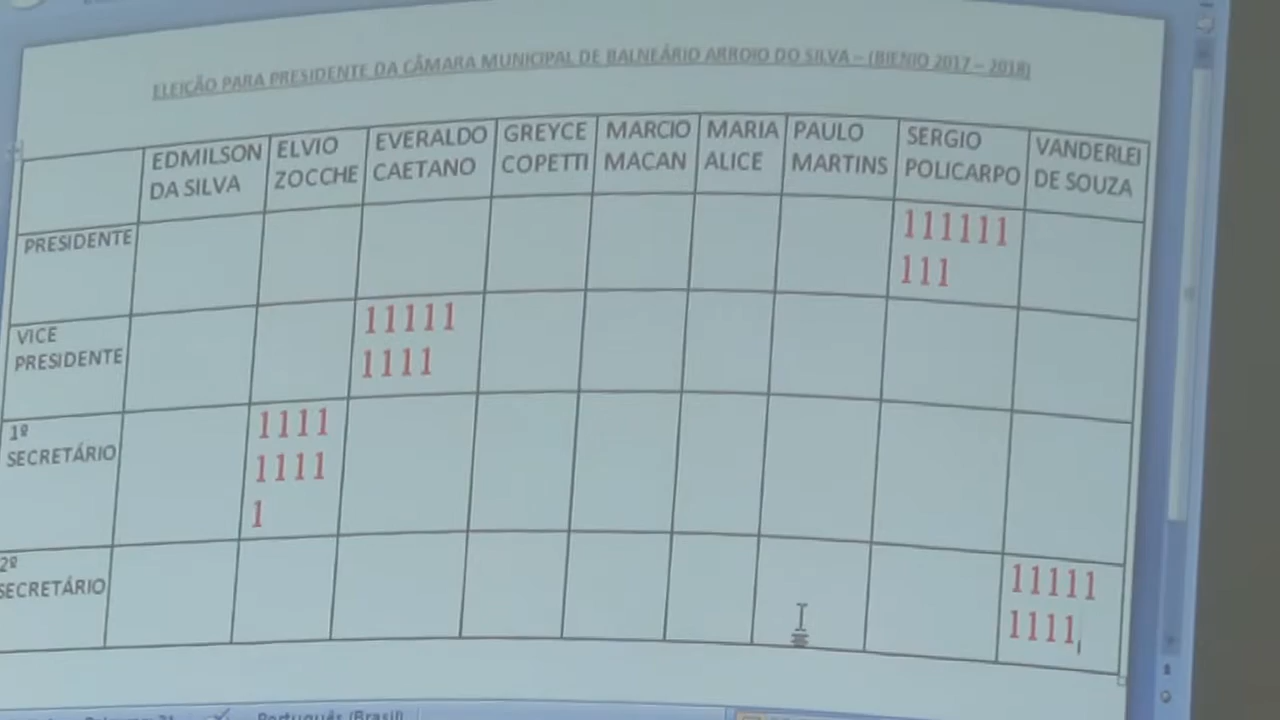 ELEIÇÃO PARA PRESIDENTE DA CÂMARA MUNICIPAL DE BALNEÁRIO ARROIO DO SILVA – (BIENIO 2017 – 2018)
EDMILSON DA SILVA
ELVIO ZOCCHE
EVERALDO CAETANO
GREYCE COPETTI
MARCIO MACAN
MARIA ALICE
PAULO MARTINS
SERGIO POLICARPO
VANDERLEI DE SOUZA
PRESIDENTE
111111
111
VICE
PRESIDENTE
11111
1111
1º
SECRETÁRIO
1111
1111
1
2º
SECRETÁRIO
11111
1111
Português (Brasil)